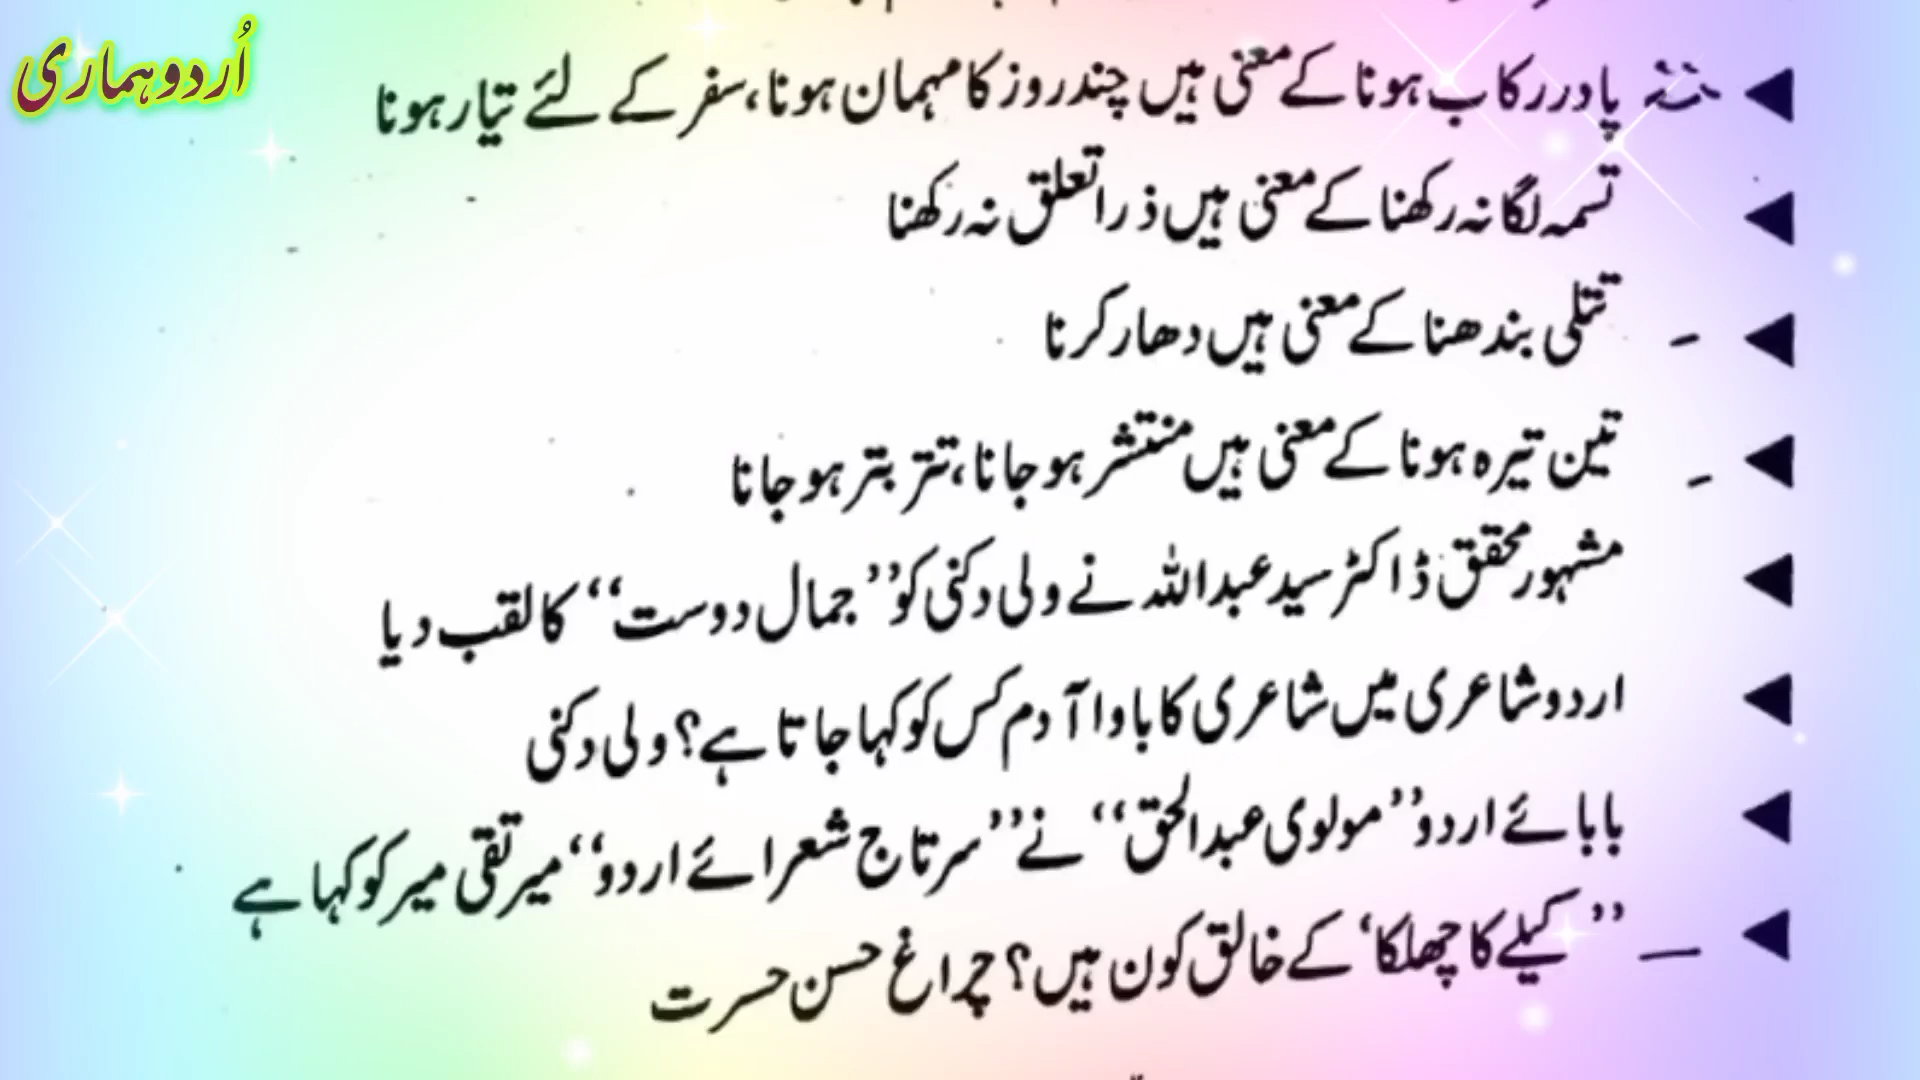 اُردو ہماری
پادر رکاب ہونا کے معنی ہیں چند روز کا مہمان ہونا، سفر کے لئے تیار ہونا
تسمہ لگا نہ رکھنا کے معنی ہیں ذرا تعلق نہ رکھنا
تتلی بندھنا کے معنی ہیں دھار کرنا
تین تیرہ ہونا کے معنی ہیں منتشر ہو جانا، تتر بتر ہو جانا
مشہور محقق ڈاکٹر سید عبداللہ نے ولی دکنی کو ’’جمال دوست‘‘ کا لقب دیا
اردو شاعری میں شاعری کا باوا آدم کس کو کہا جاتا ہے؟ ولی دکنی
بابائے اردو ’’مولوی عبدالحق‘‘ نے ’’سرتاج شعرائے اردو‘‘ میر تقی میر کو کہا ہے
’’کیلے کا چھلکا‘ کے خالق کون ہیں؟ چراغ حسن حسرت